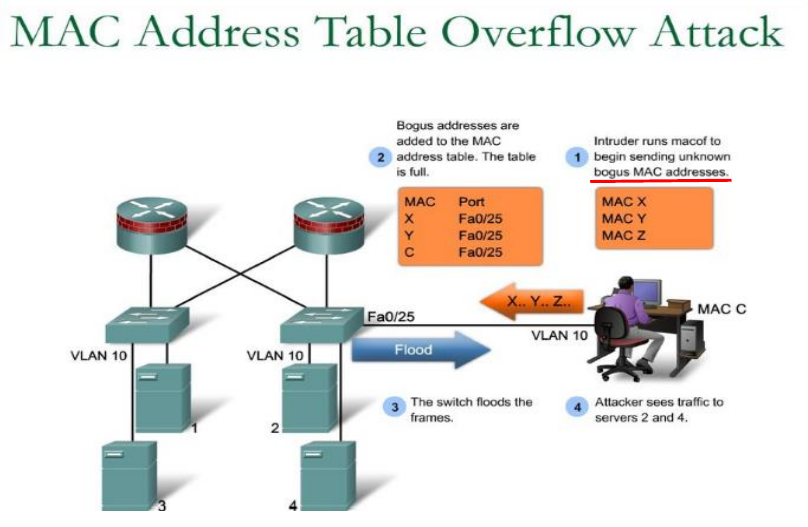 MAC Address Table Overflow Attack
Bogus addresses are
added to the MAC
2 address table. The table
is full.
Intruder runs macof to
1 begin sending unknown
bogus MAC addresses.
MAC Port
X Fa0/25
Y Fa0/25
C Fa0/25
MAC X
MAC Y
MAC Z
X.. Y.. Z..
MAC C
Fa0/25
VLAN 10
VLAN 10
VLAN 10
Flood
3 The switch floods the
frames.
4 Attacker sees traffic to
servers 2 and 4.
1
2
3
4